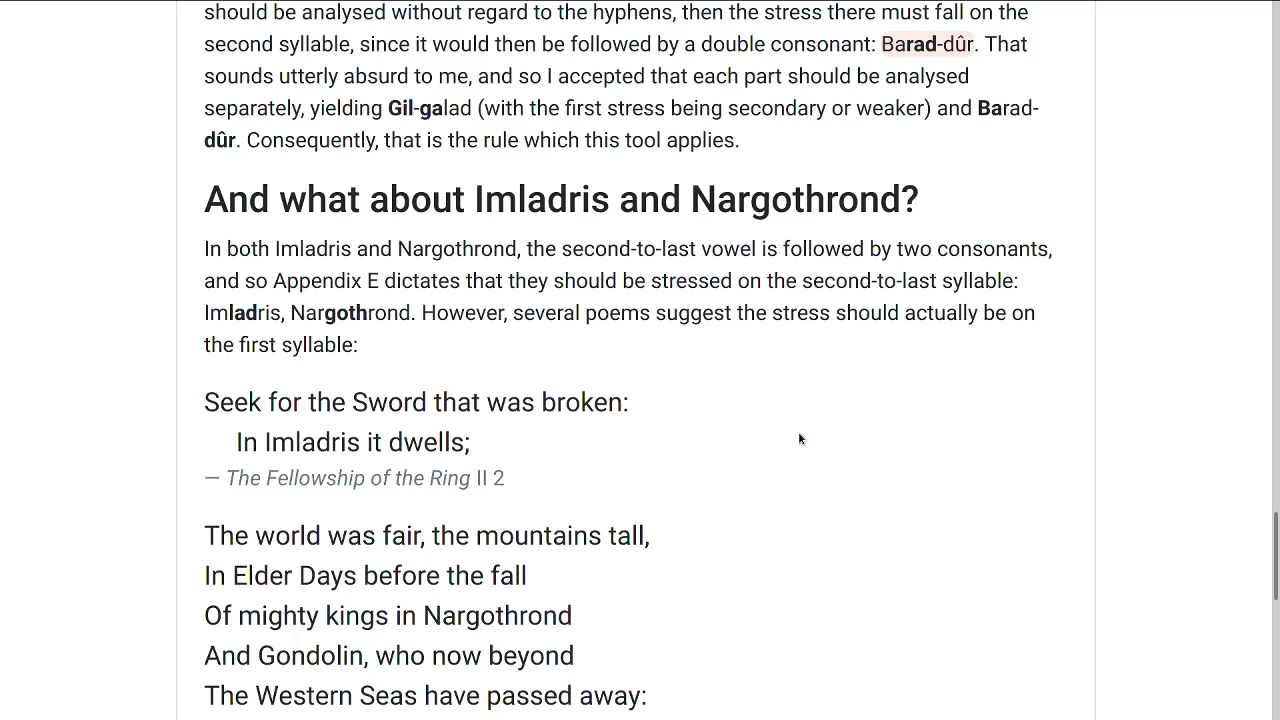 should be analysed without regard to the hyphens, then the stress there must fall on the
second syllable, since it would then be followed by a double consonant: Barad-dûr. That
sounds utterly absurd to me, and so I accepted that each part should be analysed
separately, yielding Gil-galad (with the first stress being secondary or weaker) and Barad-
dûr. Consequently, that is the rule which this tool applies.
And what about Imladris and Nargothrond?
In both Imladris and Nargothrond, the second-to-last vowel is followed by two consonants,
and so Appendix E dictates that they should be stressed on the second-to-last syllable:
Imladris, Nargothrond. However, several poems suggest the stress should actually be on
the first syllable:
Seek for the Sword that was broken:
In Imladris it dwells;
— The Fellowship of the Ring II 2
The world was fair, the mountains tall,
In Elder Days before the fall
Of mighty kings in Nargothrond
And Gondolin, who now beyond
The Western Seas have passed away: